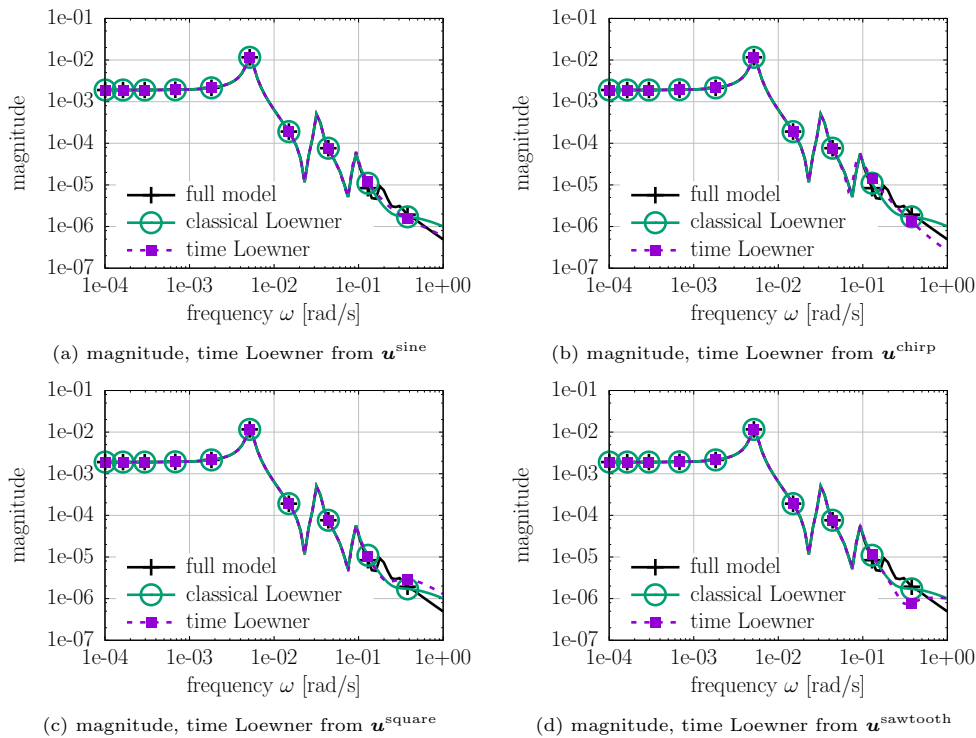 1e-01
1e-02
1e-03
1e-04
1e-05
1e-06
1e-07
magnitude
full model
classical Loewner
time Loewner
1e-04 1e-03 1e-02 1e-01 1e+00
frequency ω [rad/s]
(a) magnitude, time Loewner from u^sine
1e-01
1e-02
1e-03
1e-04
1e-05
1e-06
1e-07
magnitude
full model
classical Loewner
time Loewner
1e-04 1e-03 1e-02 1e-01 1e+00
frequency ω [rad/s]
(b) magnitude, time Loewner from u^chirp
1e-01
1e-02
1e-03
1e-04
1e-05
1e-06
1e-07
magnitude
full model
classical Loewner
time Loewner
1e-04 1e-03 1e-02 1e-01 1e+00
frequency ω [rad/s]
(c) magnitude, time Loewner from u^square
1e-01
1e-02
1e-03
1e-04
1e-05
1e-06
1e-07
magnitude
full model
classical Loewner
time Loewner
1e-04 1e-03 1e-02 1e-01 1e+00
frequency ω [rad/s]
(d) magnitude, time Loewner from u^sawtooth